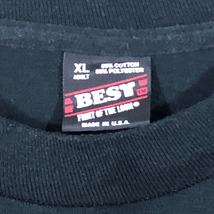 XL
ADULT
50% COTTON
50% POLYESTER
BEST
FRUIT OF THE LOOM
MADE IN U.S.A.